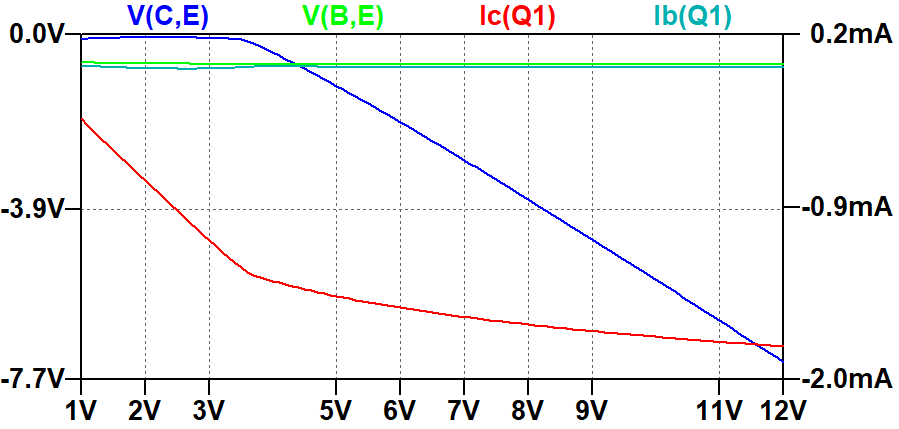 V(C,E) V(B,E) Ic(Q1) Ib(Q1)
0.0V 0.2mA
-3.9V -0.9mA
-7.7V -2.0mA
1V 2V 3V 5V 6V 7V 8V 9V 11V 12V